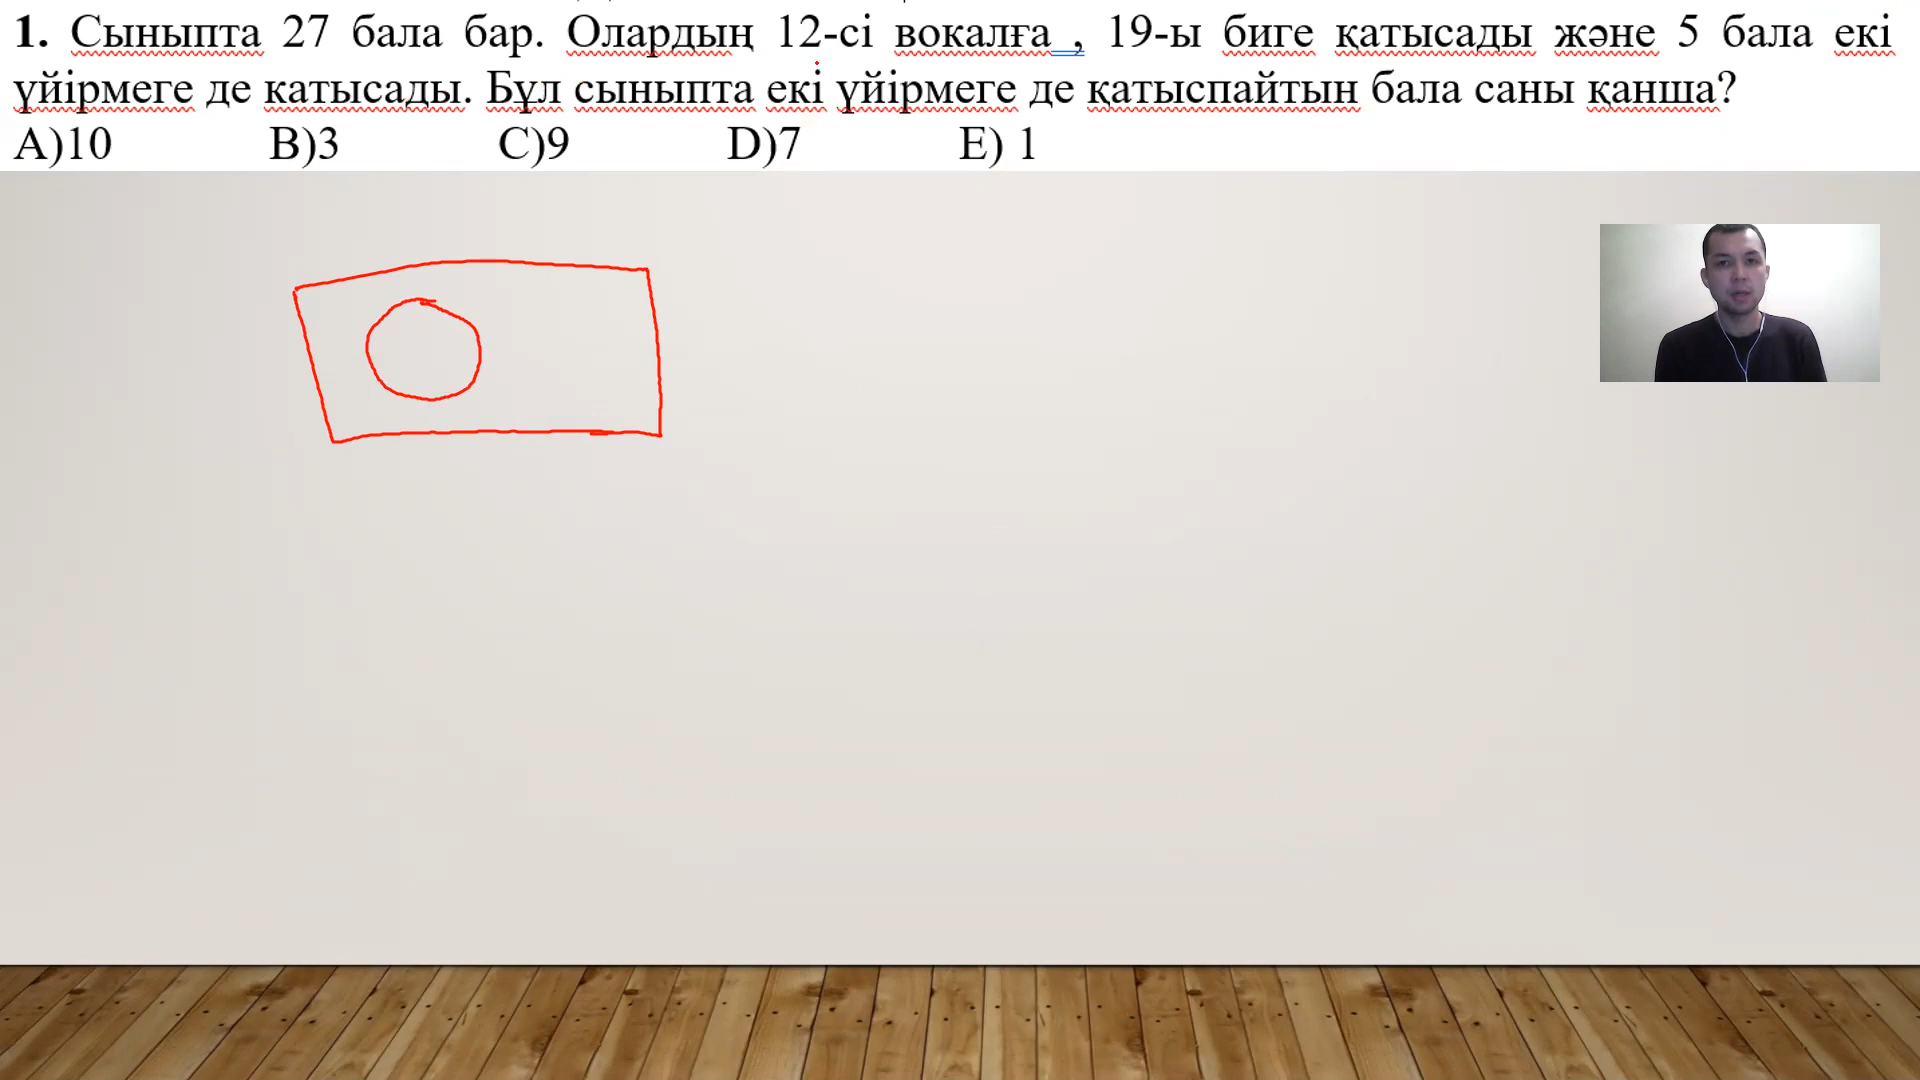 1. Сыныпта 27 бала бар. Олардың 12-сі вокалға , 19-ы биге қатысады және 5 бала екі
үйірмеге де қатысады. Бұл сыныпта екі үйірмеге де қатыспайтын бала саны қанша?
A)10 B)3 C)9 D)7 E) 1